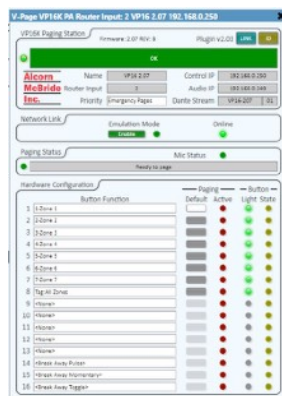 V-Page VP16K PA Router Input: 2 VP16 2.07 192.168.0.250
VP16K Paging Station Firmware: 2.07 REV: 6 Plugin v2.00 LINK ID
OK
Alcorn McBride Inc.
Name VP16 2.07 Control IP 192.168.0.250
Router Input Audio IP
Priority Emergency Pages Dante Stream VP16-207 01
Network Link Emulation Mode Online
Enable
Paging Status Mic Status
Ready to page
Hardware Configuration Paging Button
Button Function Default Active Light State
1 1-Zone 1
2 2-Zone 2
3 3-Zone 3
4 4-Zone 4
5 5-Zone 5
6 6-Zone 6
7 7-Zone 7
8 Tag All Zones
9 <None>
10 <None>
11 <None>
12 <None>
13 <None>
14 <Break Away Pulse>
15 <Break Away Momentary>
16 <Break Away Toggle>